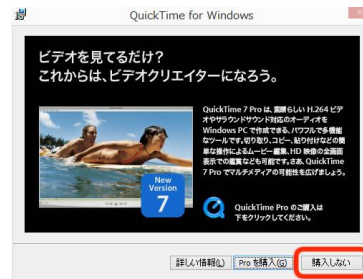 QuickTime for Windows
ビデオを見てるだけ？
これからは、ビデオクリエイターになろう。
QuickTime 7 Pro は、素晴らしい H.264 ビデ
オやサラウンドサウンド対応のオーディオを
Windows PC で作成できる、パワフルで多機能
なツールです。切り取り、コピー、貼り付けなどの簡
単な操作によるムービー編集、HD 映像の全画面
表示での鑑賞なども可能です。さあ、QuickTime
7 Pro でマルチメディアの可能性を広げましょう。
New
Version
7
QuickTime Pro のご購入は
下をクリックしてください。
詳しい情報(L)
Pro を購入(G)
購入しない